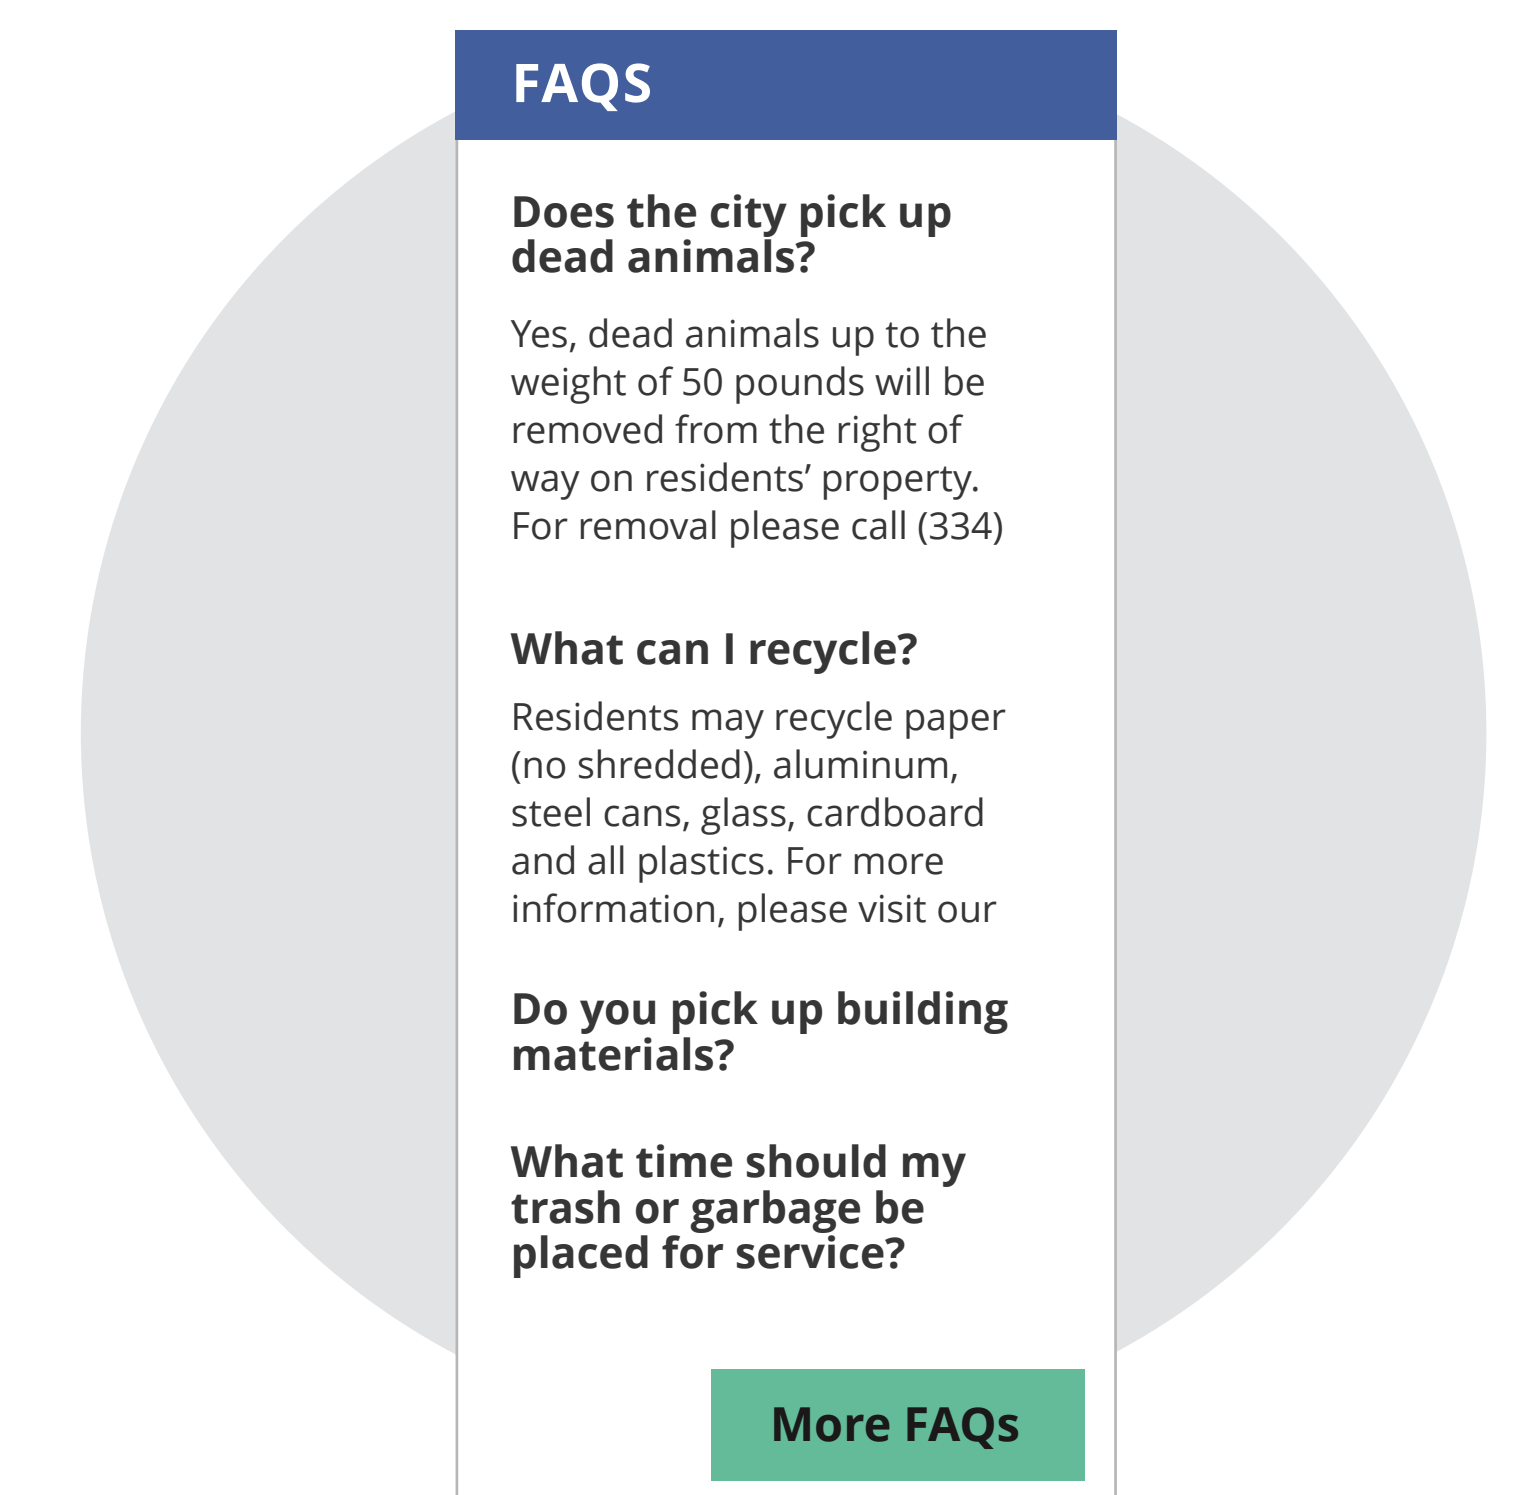 FAQS
Does the city pick up
dead animals?
Yes, dead animals up to the
weight of 50 pounds will be
removed from the right of
way on residents’ property.
For removal please call (334)
What can I recycle?
Residents may recycle paper
(no shredded), aluminum,
steel cans, glass, cardboard
and all plastics. For more
information, please visit our
Do you pick up building
materials?
What time should my
trash or garbage be
placed for service?
More FAQs